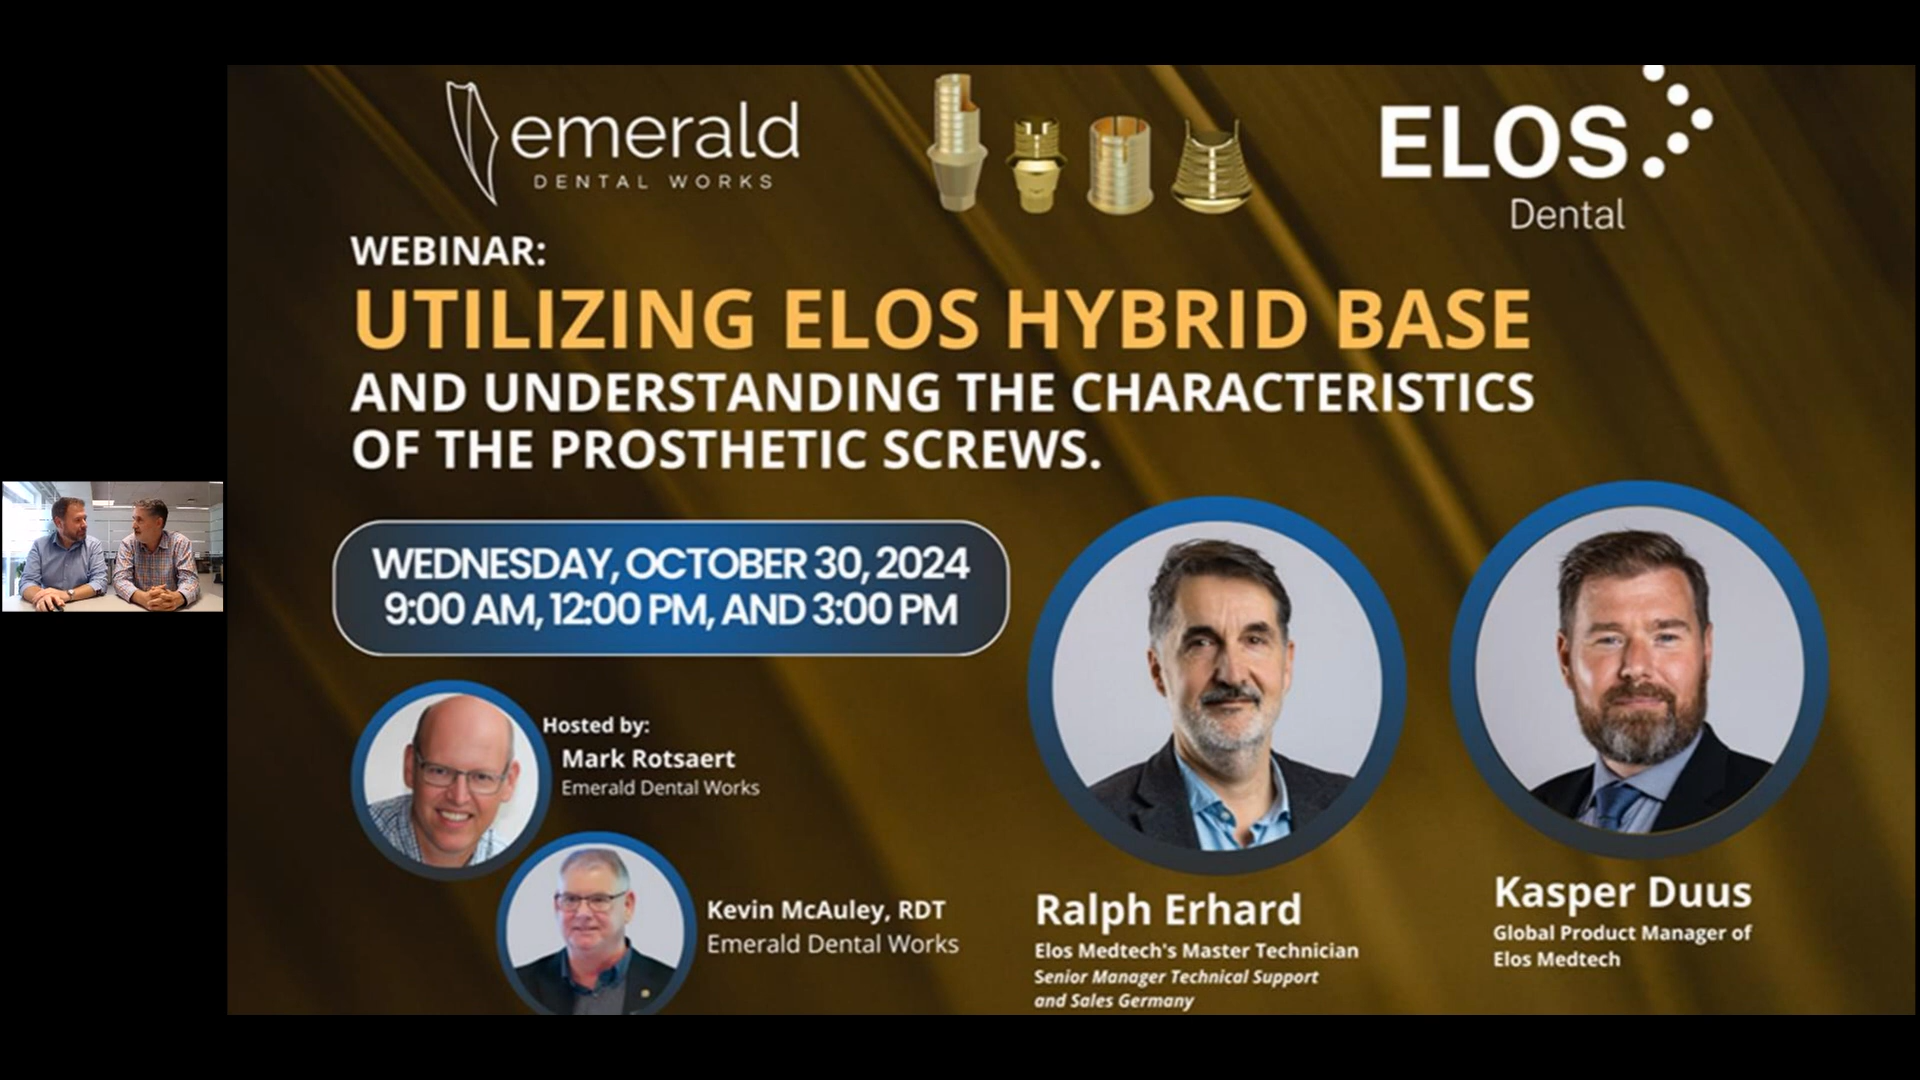 emerald
DENTAL WORKS
ELOS
Dental
WEBINAR:
UTILIZING ELOS HYBRID BASE
AND UNDERSTANDING THE CHARACTERISTICS
OF THE PROSTHETIC SCREWS.
WEDNESDAY, OCTOBER 30, 2024
9:00 AM, 12:00 PM, AND 3:00 PM
Hosted by:
Mark Rotsaert
Emerald Dental Works
Kevin McAuley, RDT
Emerald Dental Works
Ralph Erhard
Elos Medtech's Master Technician
Senior Manager Technical Support
and Sales Germany
Kasper Duus
Global Product Manager of
Elos Medtech